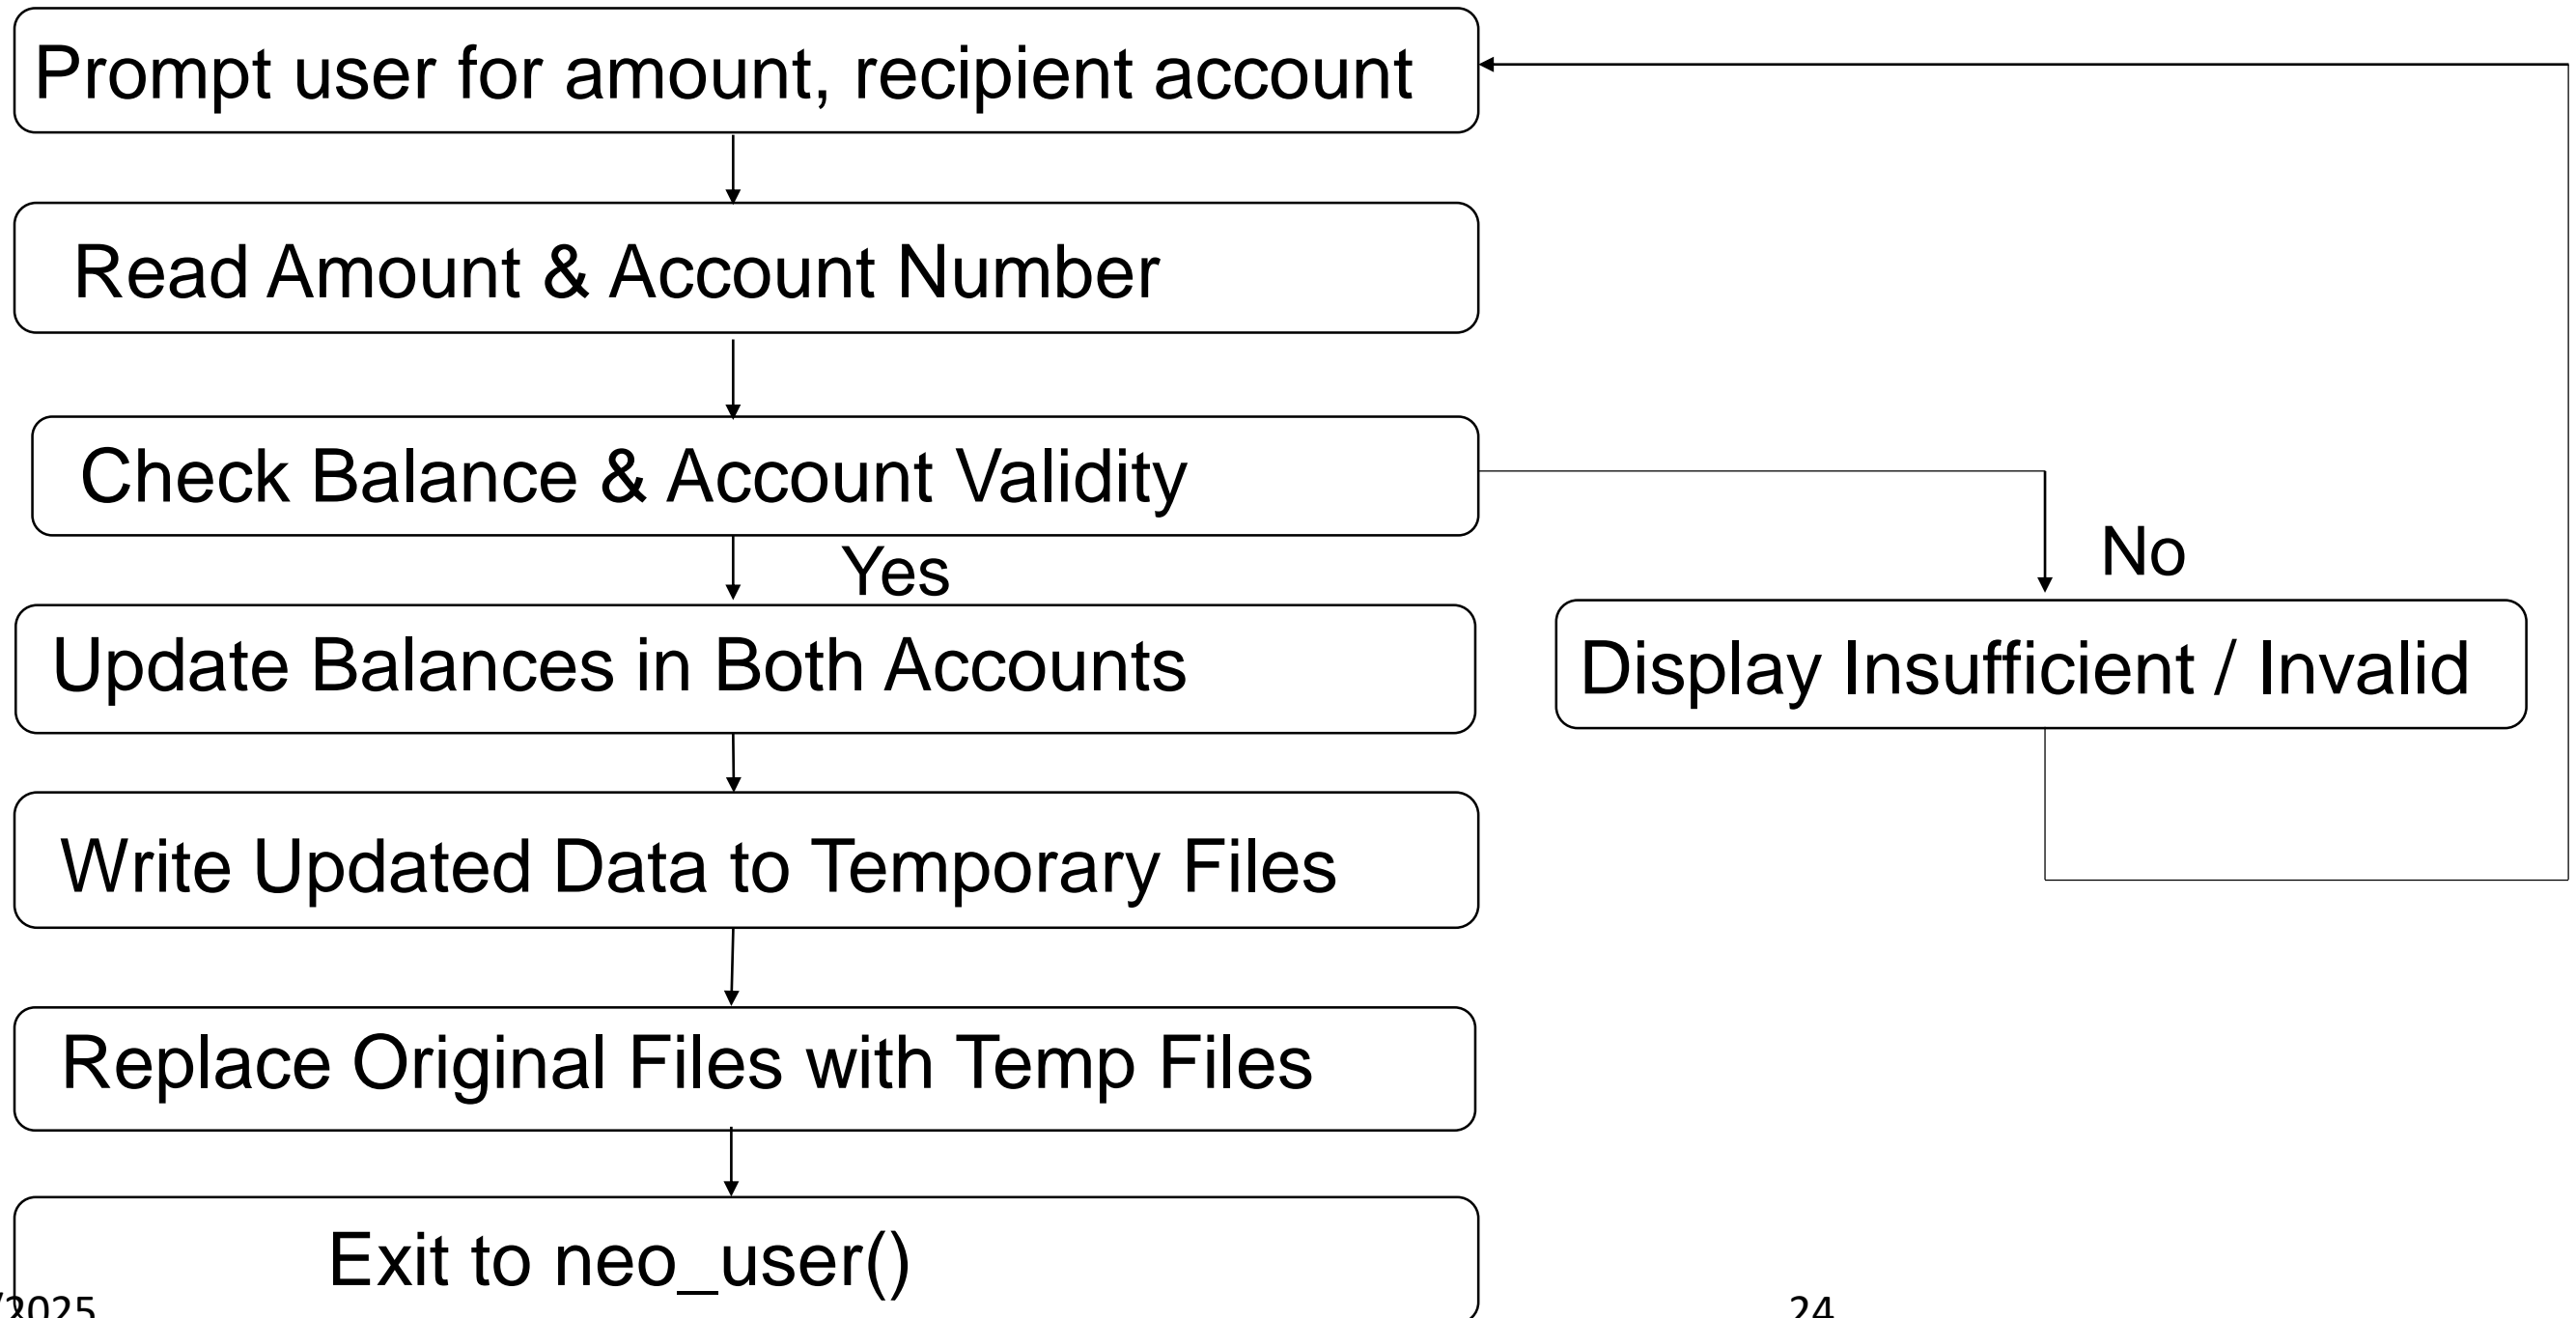 Prompt user for amount, recipient account
Read Amount & Account Number
Check Balance & Account Validity
Yes
No
Update Balances in Both Accounts
Display Insufficient / Invalid
Write Updated Data to Temporary Files
Replace Original Files with Temp Files
Exit to neo_user()
/2025
24